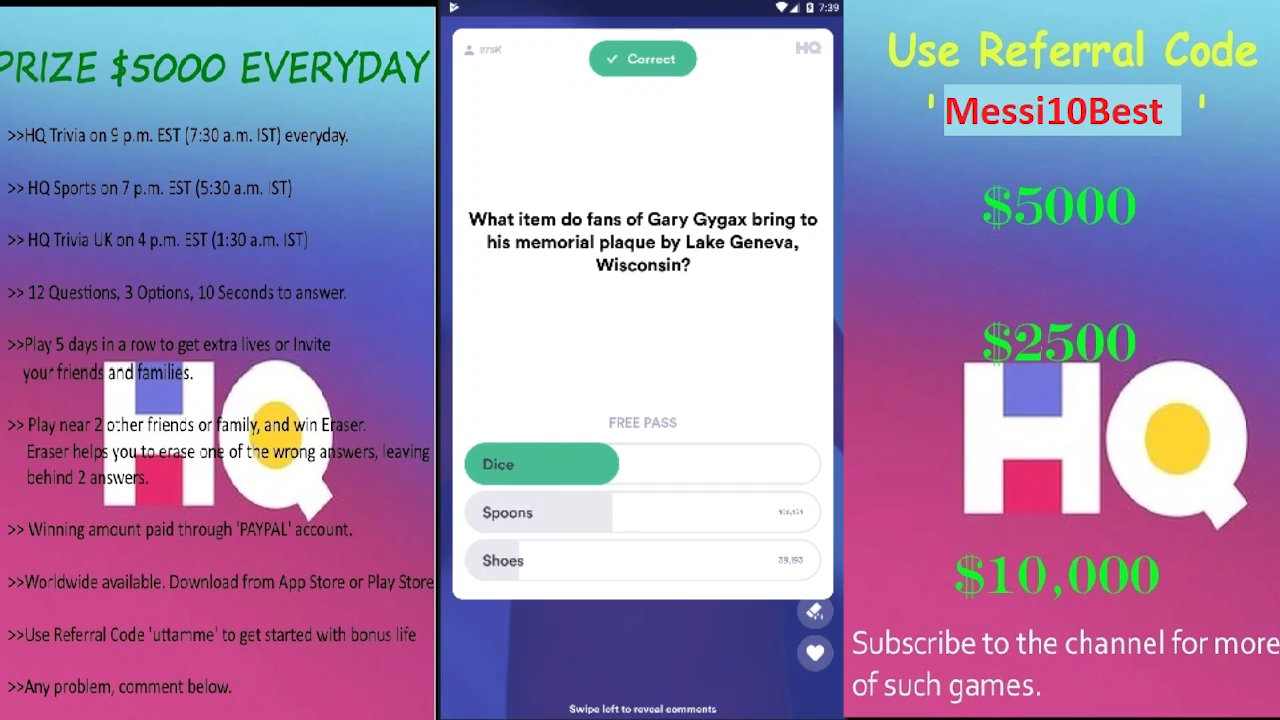 PRIZE $5000 EVERYDAY
>>HQ Trivia on 9 p.m. EST (7:30 a.m. IST) everyday.
>> HQ Sports on 7 p.m. EST (5:30 a.m. IST)
>> HQ Trivia UK on 4 p.m. EST (1:30 a.m. IST)
>> 12 Questions, 3 Options, 10 Seconds to answer.
>>Play 5 days in a row to get extra lives or Invite
your friends and families.
>> Play near 2 other friends or family, and win Eraser.
Eraser helps you to erase one of the wrong answers, leaving
behind 2 answers.
>> Winning amount paid through 'PAYPAL' account.
>>Worldwide available. Download from App Store or Play Store
>>Use Referral Code 'uttamme' to get started with bonus life
>>Any problem, comment below.
HQ
7:39
Correct
HQ
What item do fans of Gary Gygax bring to
his memorial plaque by Lake Geneva,
Wisconsin?
FREE PASS
Dice
Spoons
Shoes
Swipe left to reveal comments
Use Referral Code
' Messi10Best '
$5000
$2500
HQ
$10,000
Subscribe to the channel for more
of such games.